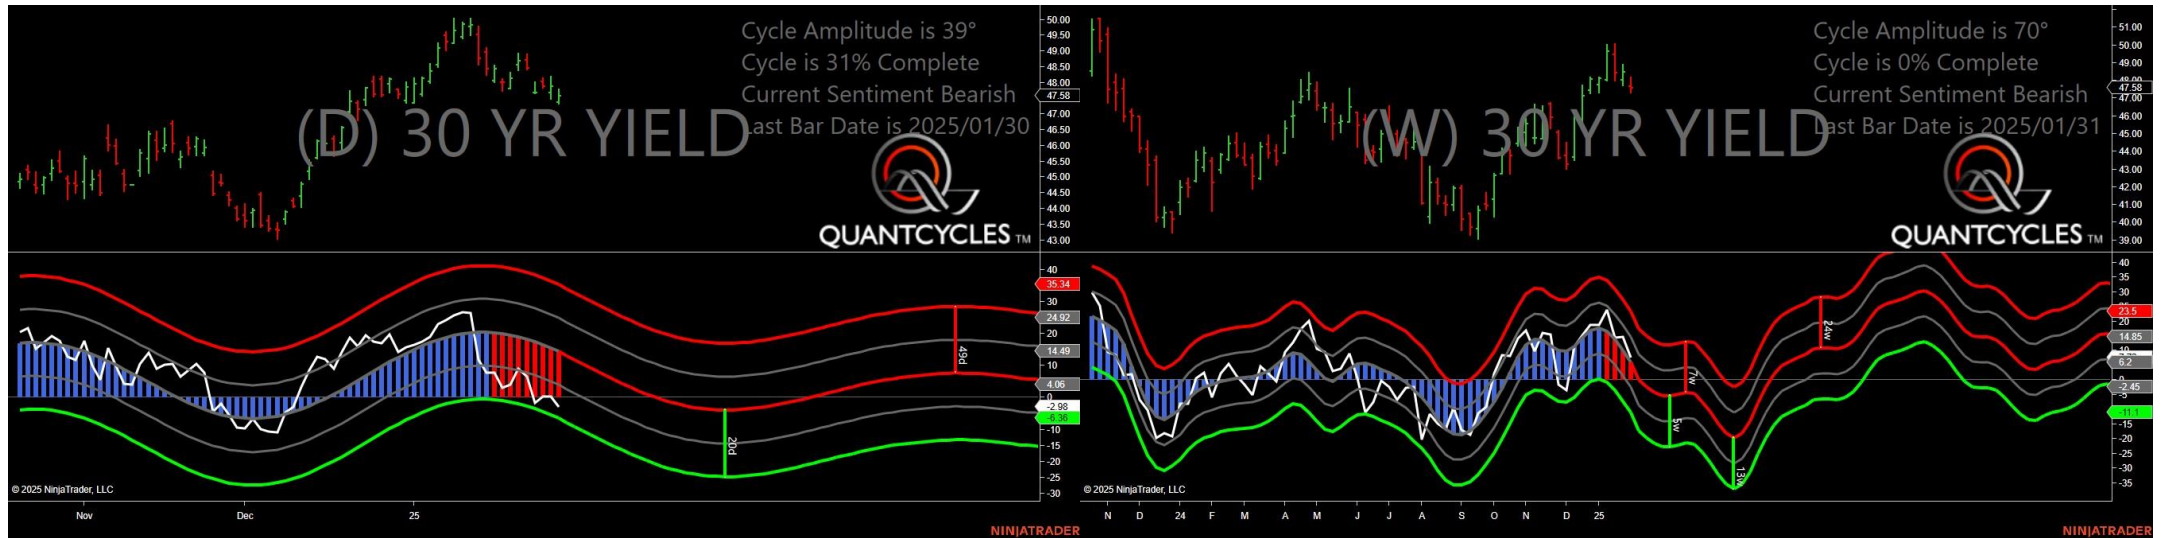 Cycle Amplitude is 39°
Cycle is 31% Complete
Current Sentiment Bearish
Last Bar Date is 2025/01/30
(D) 30 YR YIELD
QUANTCYCLES TM
50.00
49.50
49.00
48.50
48.00
47.58
47.00
46.50
46.00
45.50
45.00
44.50
44.00
43.50
43.00
40
35.34
30
24.92
20
14.49
10
4.06
0
-2.98
-6.36
-10
-15
-20
-25
-30
49d
20d
© 2025 NinjaTrader, LLC
Nov
Dec
25
NINJATRADER
Cycle Amplitude is 70°
Cycle is 0% Complete
Current Sentiment Bearish
Last Bar Date is 2025/01/31
(W) 30 YR YIELD
QUANTCYCLES TM
51.00
50.00
49.00
47.58
47.00
46.00
45.00
44.00
43.00
42.00
41.00
40.00
39.00
40
35
30
23.5
20
14.85
6.2
0
-2.45
-5
-11.1
-15
-20
-25
-30
-35
24w
7w
5w
13w
© 2025 NinjaTrader, LLC
N
D
24
F
M
A
M
J
J
A
S
O
N
D
25
NINJATRADER